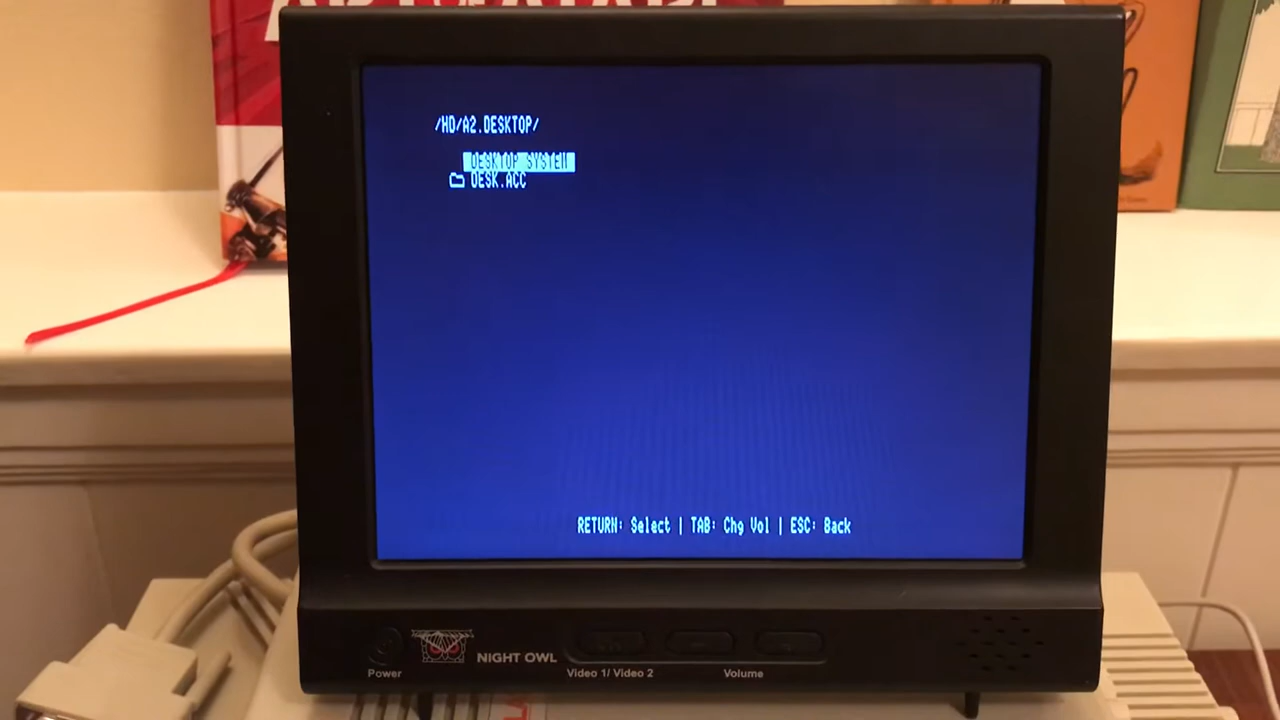 /HD/A2.DESKTOP/
DESKTOP.SYSTEM
DESK.ACC
RETURN: Select | TAB: Chg Vol | ESC: Back
NIGHT OWL
Power
Video 1/ Video 2
Volume